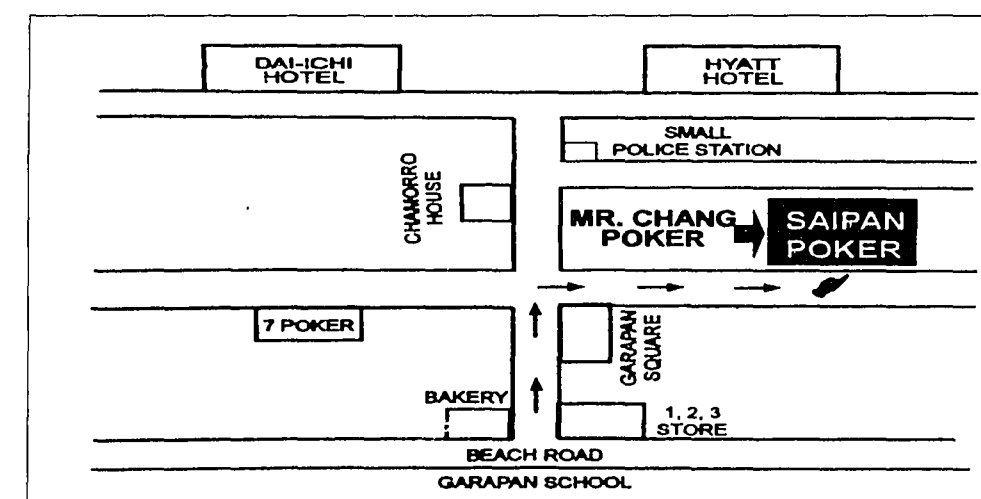 DAI-ICHI
HOTEL
HYATT
HOTEL
SMALL
POLICE STATION
CHAMORRO
HOUSE
MR. CHANG
POKER
SAIPAN
POKER
7 POKER
GARAPAN
SQUARE
BAKERY
1, 2, 3
STORE
BEACH ROAD
GARAPAN SCHOOL